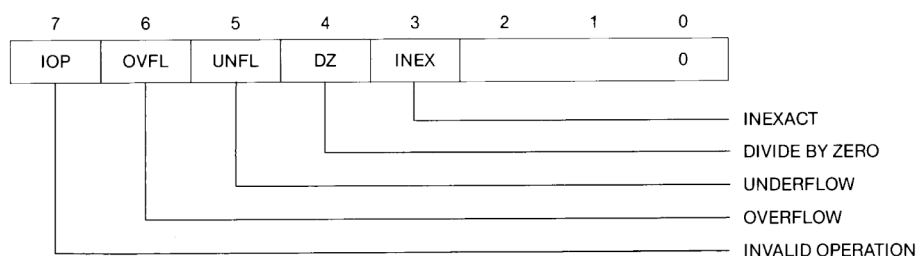 7 6 5 4 3 2 1 0
IOP OVFL UNFL DZ INEX 0
INEXACT
DIVIDE BY ZERO
UNDERFLOW
OVERFLOW
INVALID OPERATION